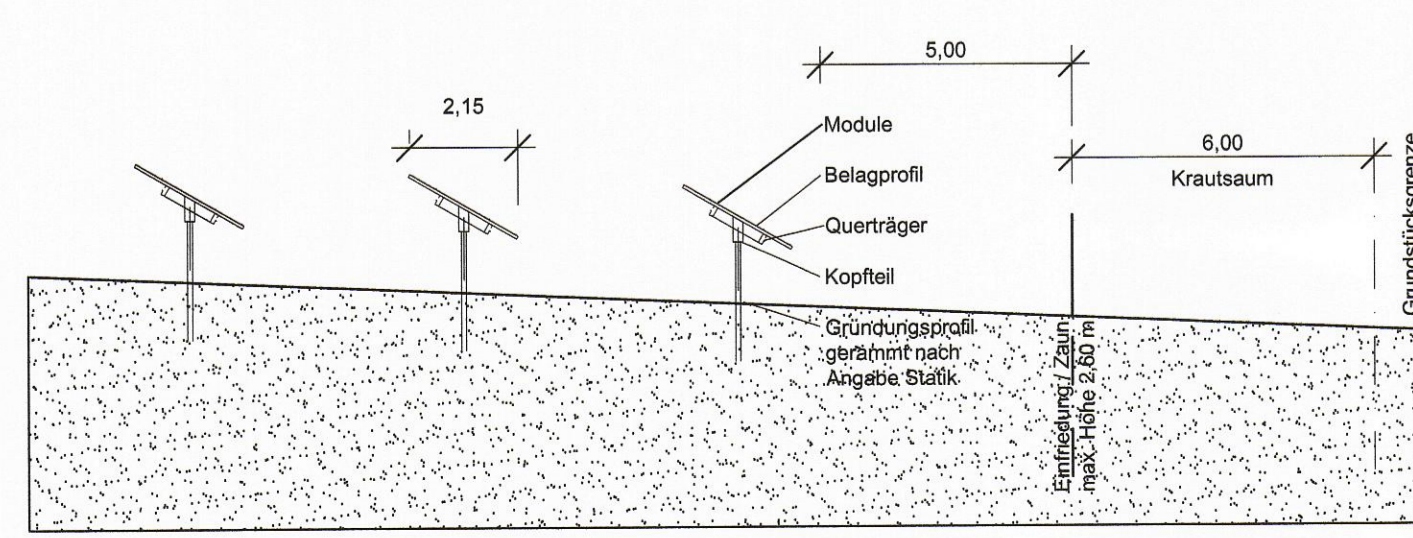 5,00
2,15
6,00
Krautsaum
Module
Belagprofil
Querträger
Kopfteil
Gründungsprofil
gerammt nach
Angabe Statik
Einfriedung / Zaun
max. Höhe 2,60 m
Grundstücksgrenze